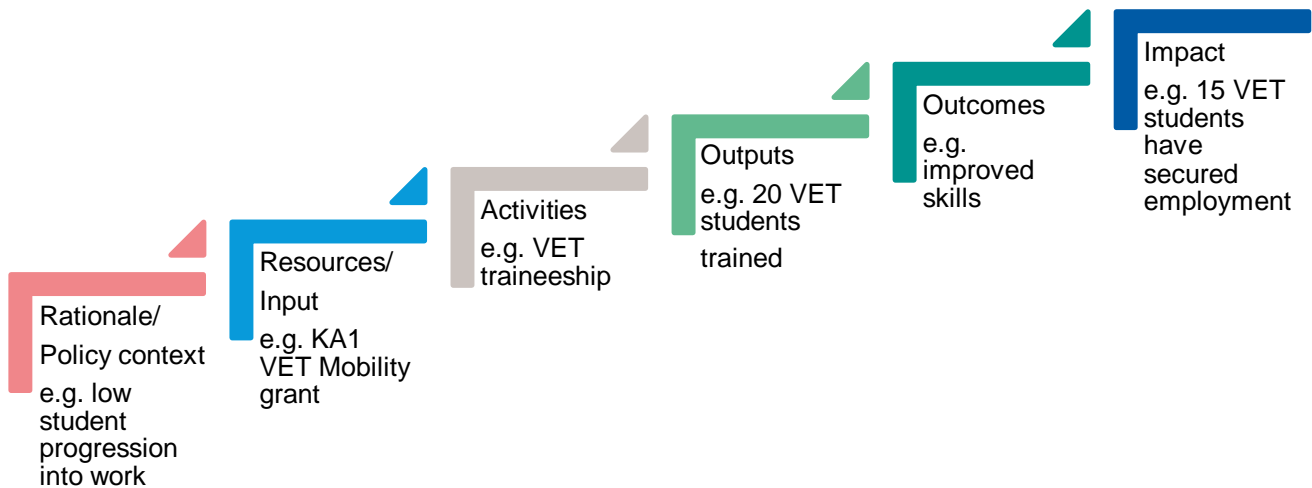 Rationale/
Policy context
e.g. low
student
progression
into work
Resources/
Input
e.g. KA1
VET Mobility
grant
Activities
e.g. VET
traineeship
Outputs
e.g. 20 VET
students
trained
Outcomes
e.g.
improved
skills
Impact
e.g. 15 VET
students
have
secured
employment